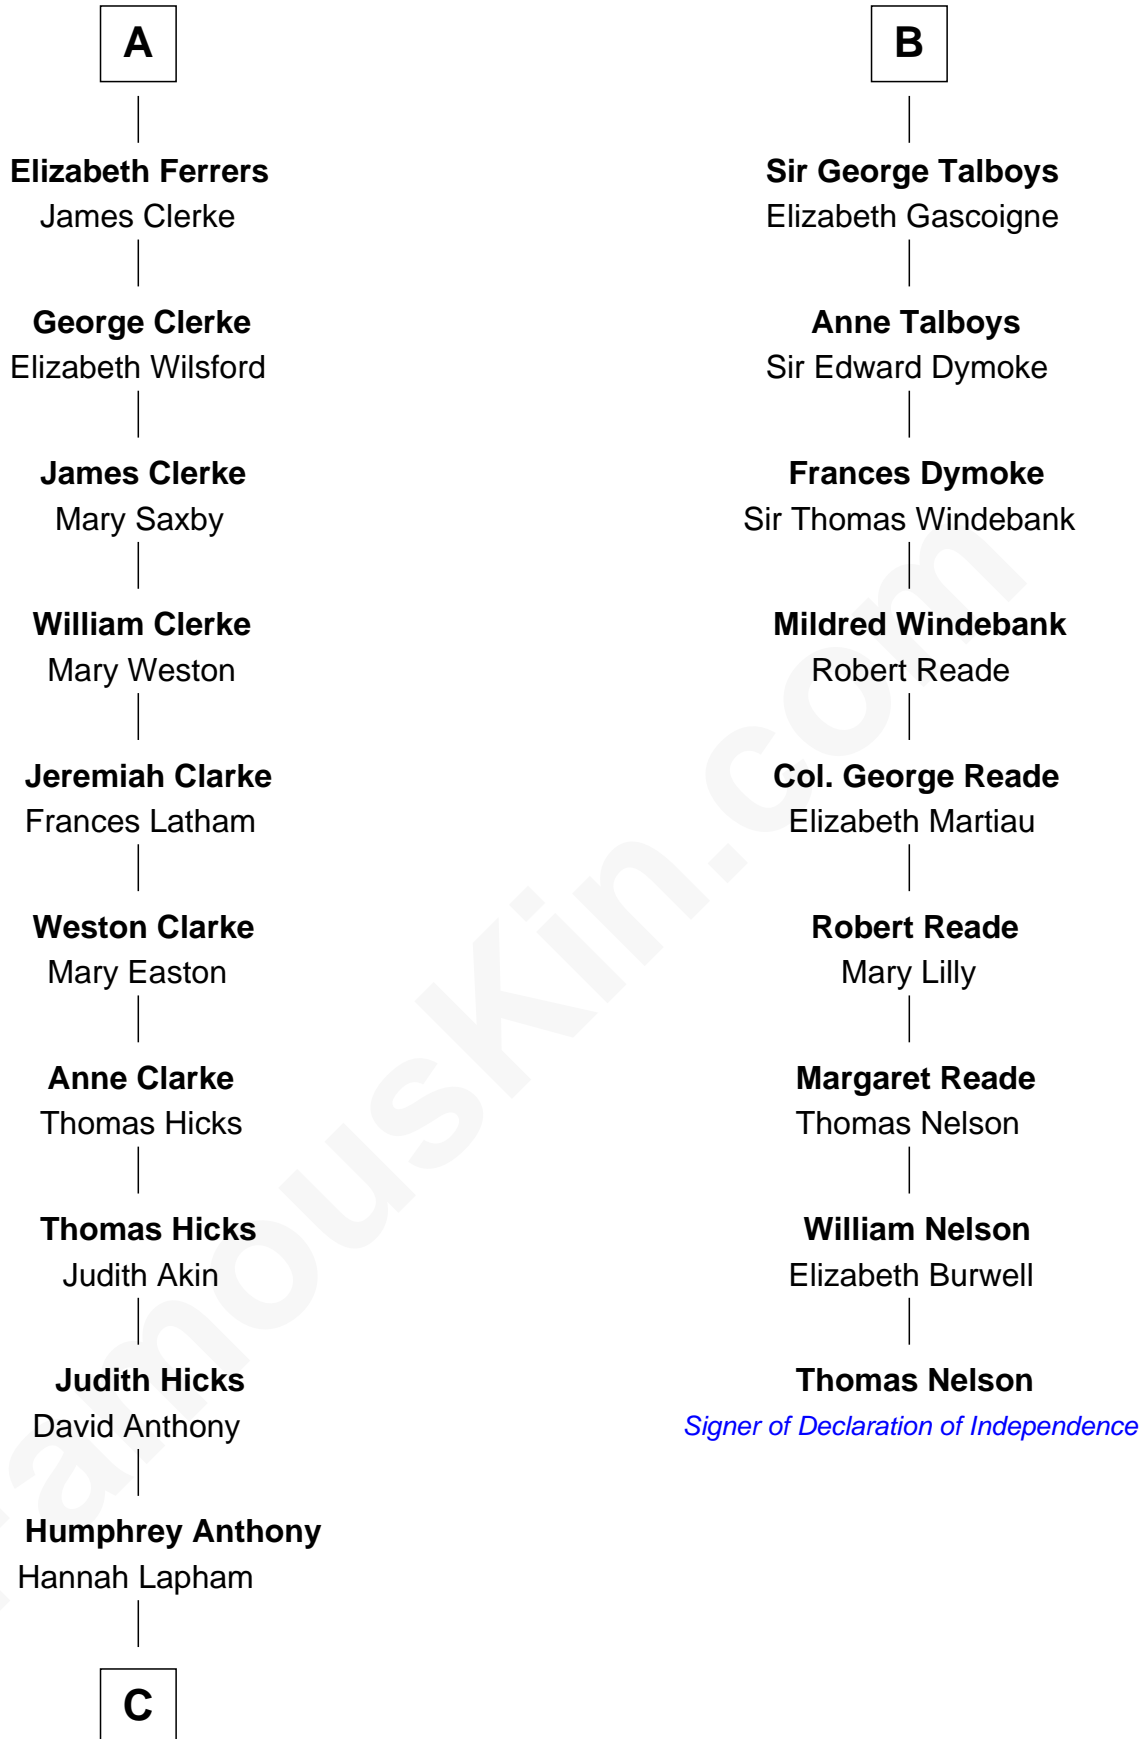 A
Elizabeth Ferrers
James Clerke
George Clerke
Elizabeth Wilsford
James Clerke
Mary Saxby
William Clerke
Mary Weston
Jeremiah Clarke
Frances Latham
Weston Clarke
Mary Easton
Anne Clarke
Thomas Hicks
Thomas Hicks
Judith Akin
Judith Hicks
David Anthony
Humphrey Anthony
Hannah Lapham
C
B
Sir George Talboys
Elizabeth Gascoigne
Anne Talboys
Sir Edward Dymoke
Frances Dymoke
Sir Thomas Windebank
Mildred Windebank
Robert Reade
Col. George Reade
Elizabeth Martiau
Robert Reade
Mary Lilly
Margaret Reade
Thomas Nelson
William Nelson
Elizabeth Burwell
Thomas Nelson
Signer of Declaration of Independence
FamousKin.com